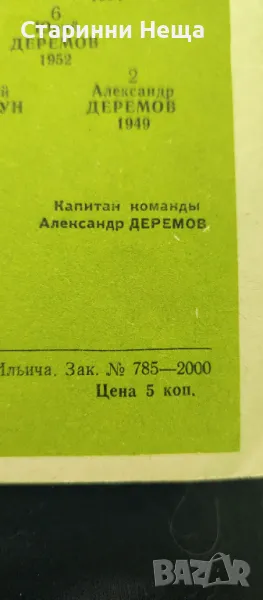 Старинни Неща
6
ДЕРЕМОВ
1952
2
й Александр
УН ДЕРЕМОВ
1949
Капитан команды
Александр ДЕРЕМОВ
Ильича. Зак. № 785—2000
Цена 5 коп.
BAZAR